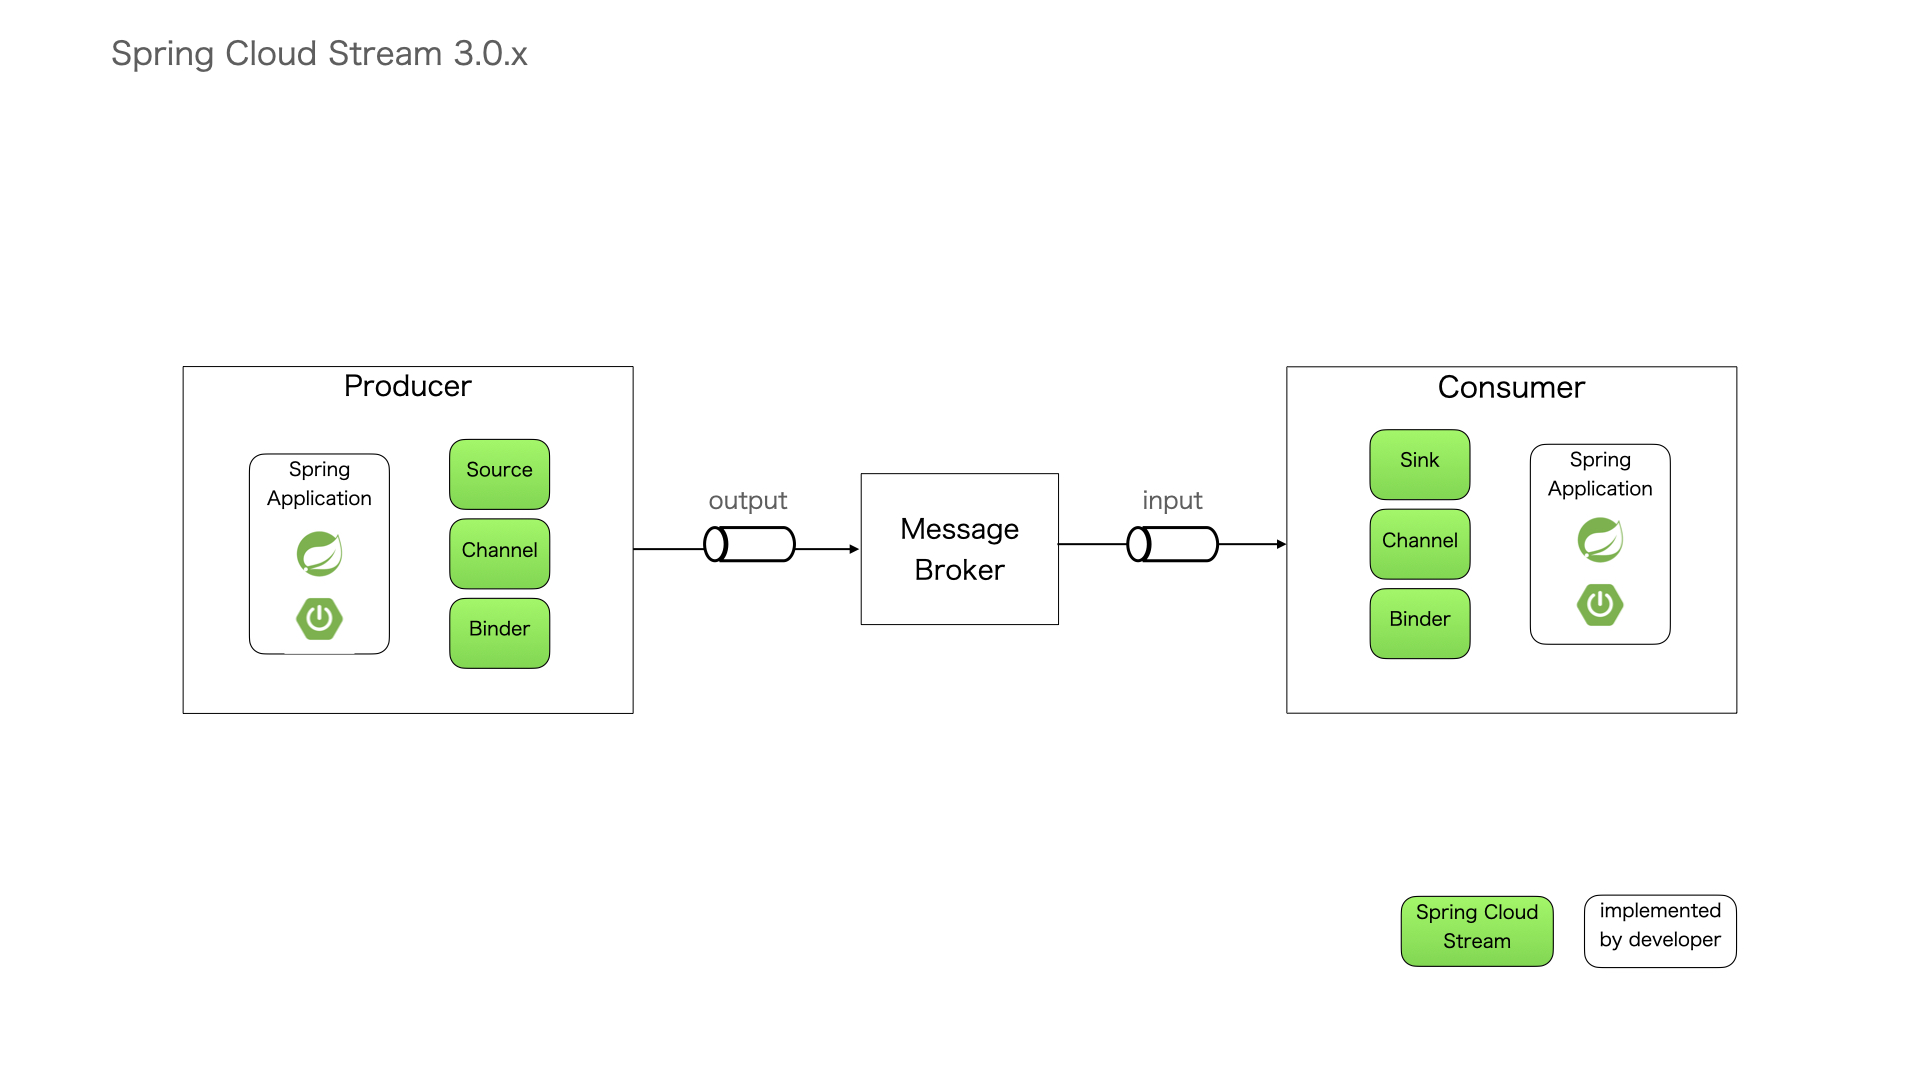 Spring Cloud Stream 3.0.x
Producer
Spring
Application
Source
Channel
Binder
output
Message
Broker
input
Consumer
Sink
Channel
Binder
Spring
Application
Spring Cloud
Stream
implemented
by developer